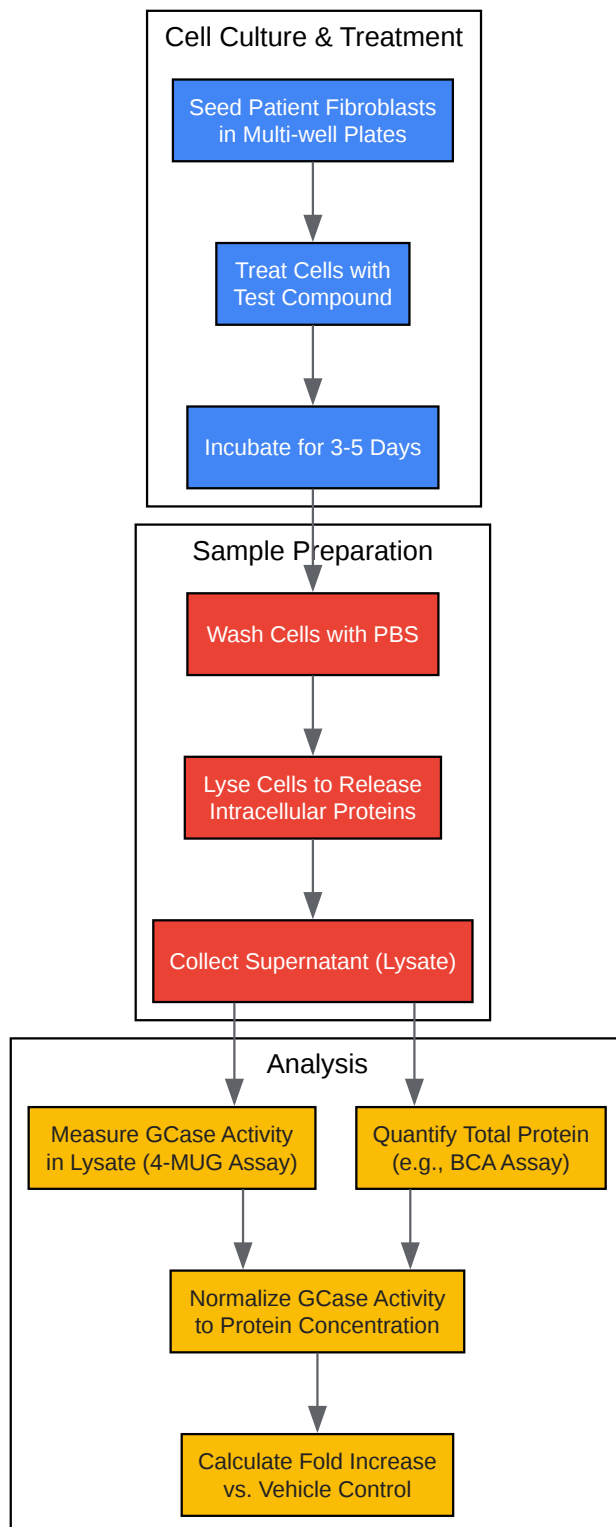 Cell Culture & Treatment
Seed Patient Fibroblasts
in Multi-well Plates
Treat Cells with
Test Compound
Incubate for 3-5 Days
Sample Preparation
Wash Cells with PBS
Lyse Cells to Release
Intracellular Proteins
Collect Supernatant (Lysate)
Analysis
Measure GCase Activity
in Lysate (4-MUG Assay)
Quantify Total Protein
(e.g., BCA Assay)
Normalize GCase Activity
to Protein Concentration
Calculate Fold Increase
vs. Vehicle Control